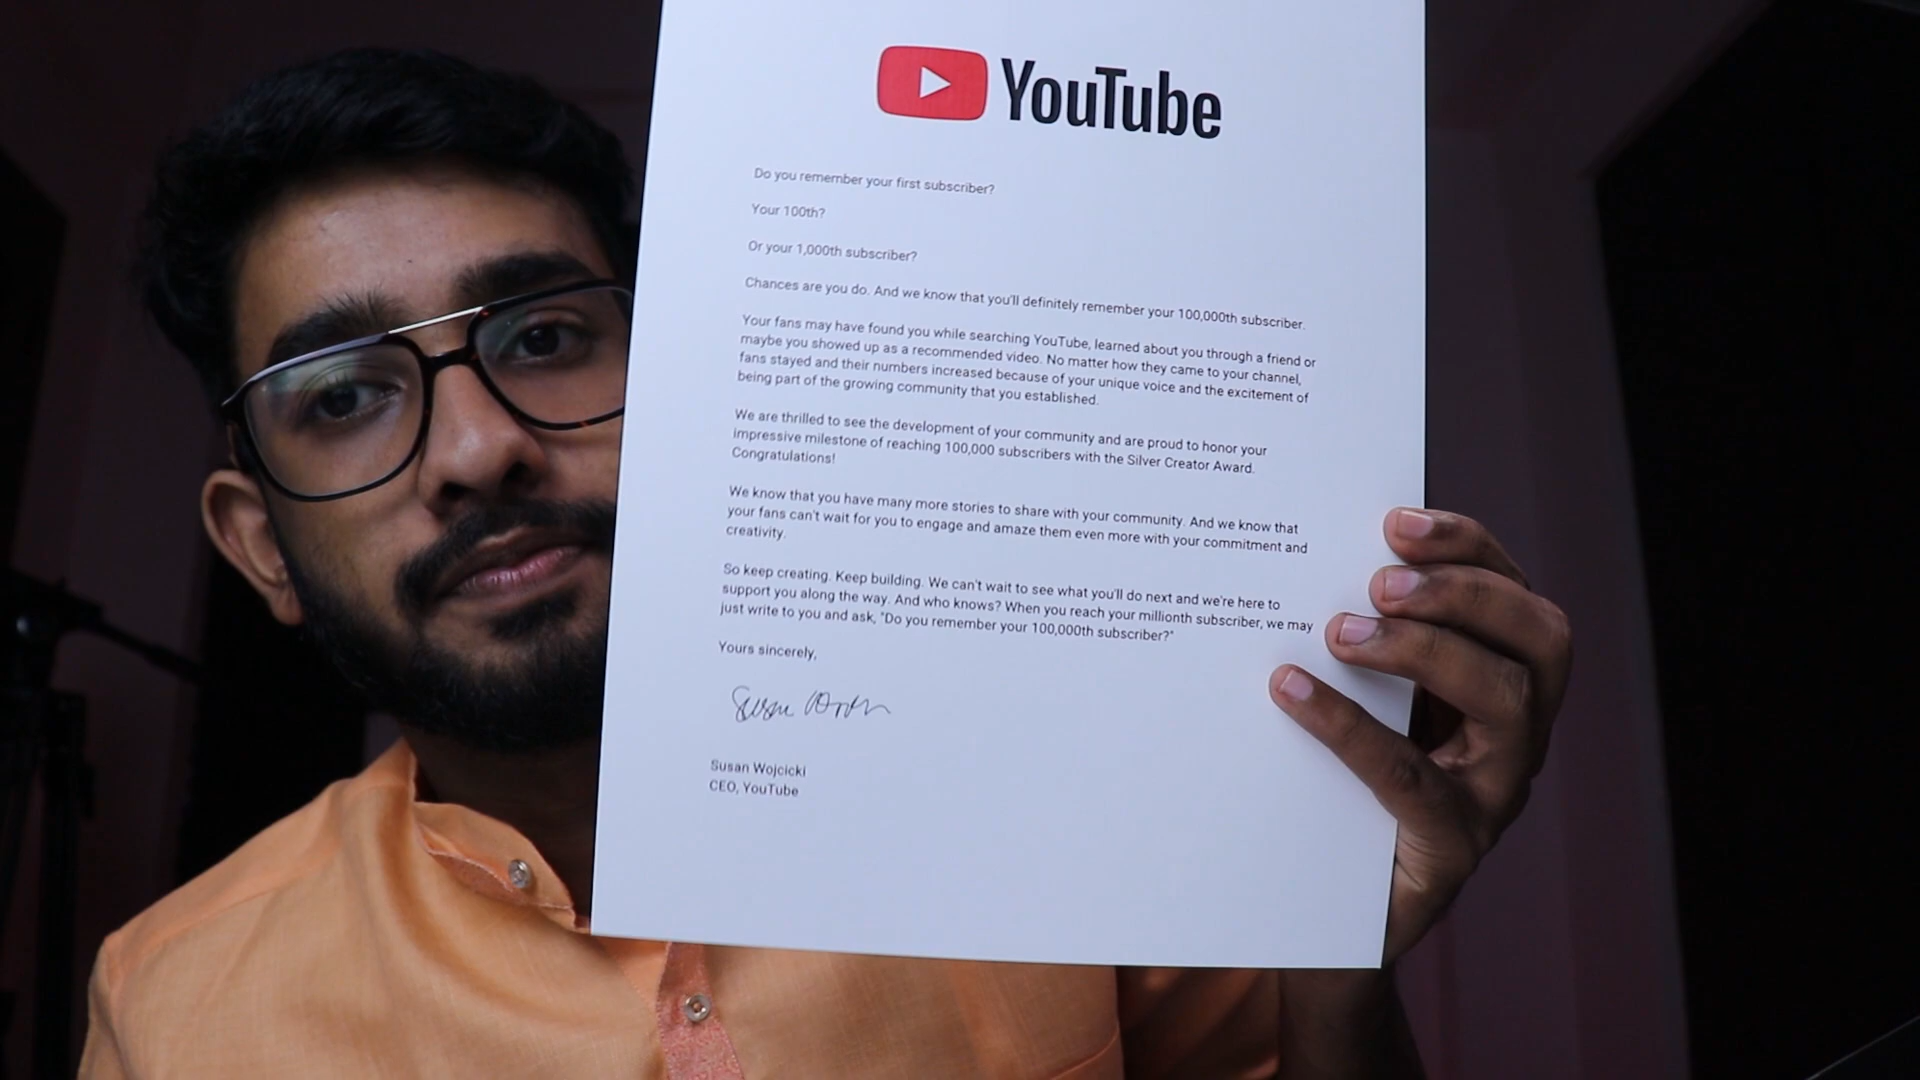 YouTube
Do you remember your first subscriber?
Your 100th?
Or your 1,000th subscriber?
Chances are you do. And we know that you'll definitely remember your 100,000th subscriber.
Your fans may have found you while searching YouTube, learned about you through a friend or
maybe you showed up as a recommended video. No matter how they came to your channel,
fans stayed and their numbers increased because of your unique voice and the excitement of
being part of the growing community that you established.
We are thrilled to see the development of your community and are proud to honor your
impressive milestone of reaching 100,000 subscribers with the Silver Creator Award.
Congratulations!
We know that you have many more stories to share with your community. And we know that
your fans can't wait for you to engage and amaze them even more with your commitment and
creativity.
So keep creating. Keep building. We can't wait to see what you'll do next and we're here to
support you along the way. And who knows? When you reach your millionth subscriber, we may
just write to you and ask, "Do you remember your 100,000th subscriber?"
Yours sincerely,
Susan Wojcicki
CEO, YouTube